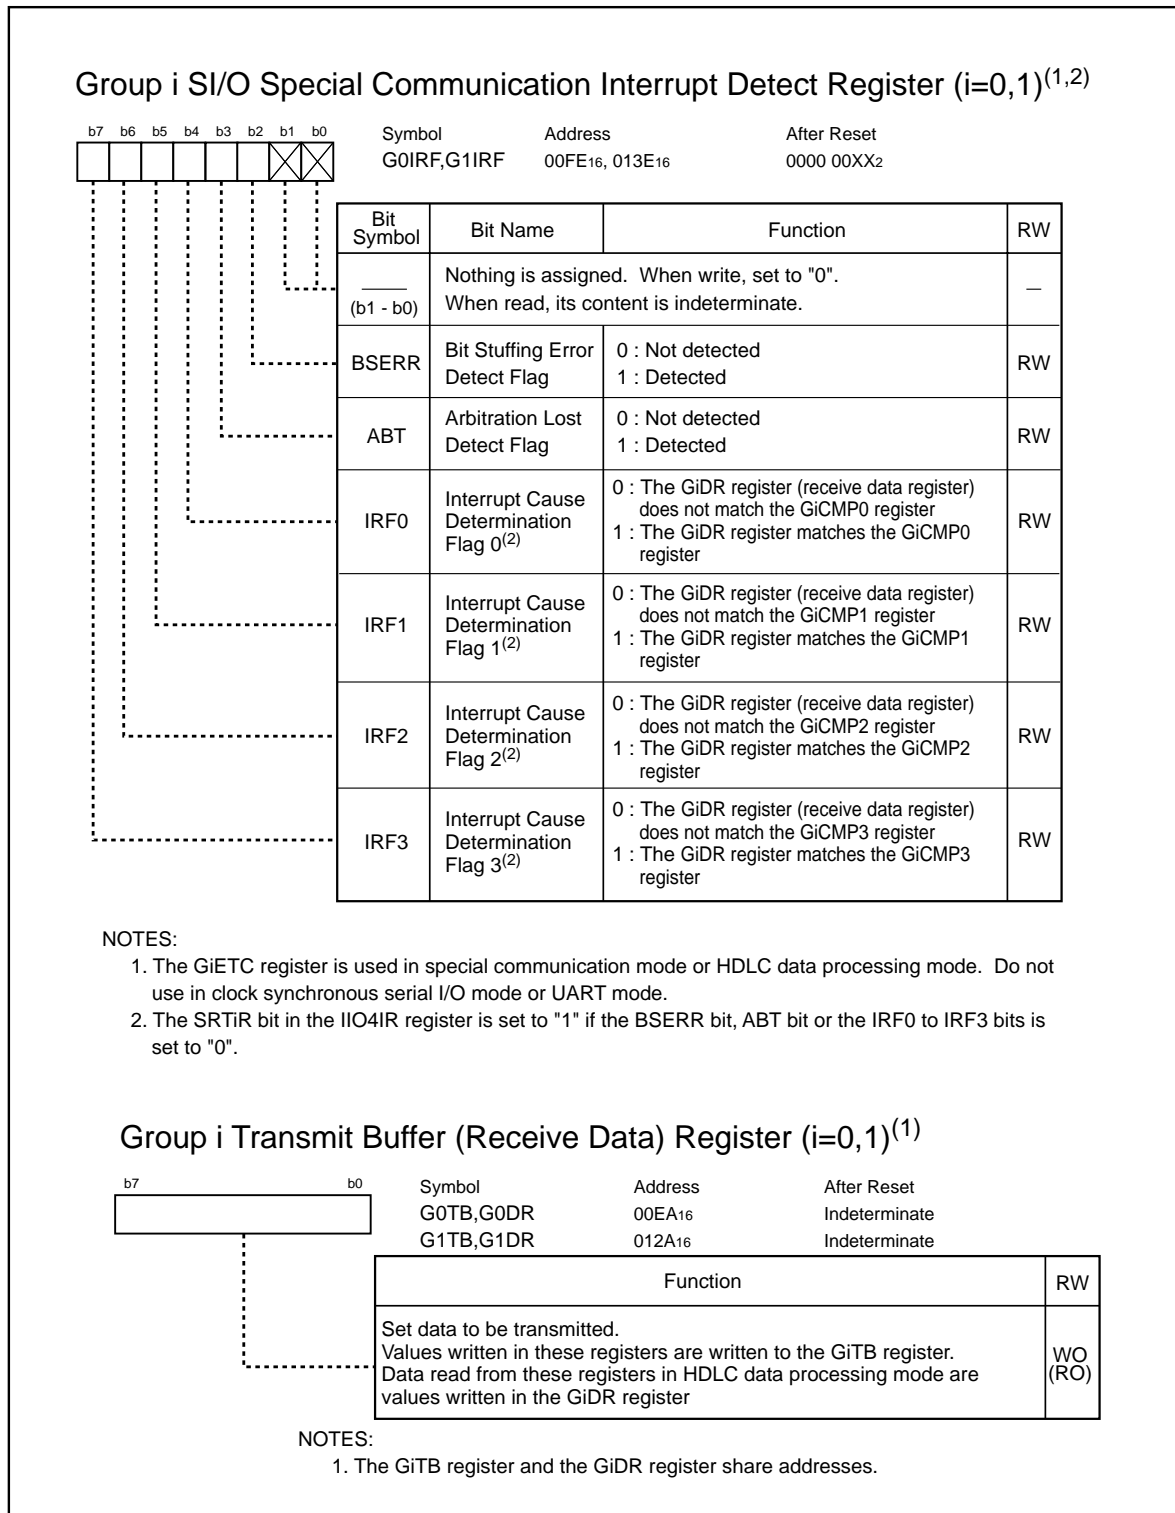 Group i SI/O Special Communication Interrupt Detect Register (i=0,1)(1,2)
b7 b6 b5 b4 b3 b2 b1 b0
Symbol Address After Reset
G0IRF,G1IRF 00FE16, 013E16 0000 00XX2
Bit Symbol Bit Name Function RW
(b1 - b0)
Nothing is assigned. When write, set to "0".
When read, its content is indeterminate.
—
BSERR
Bit Stuffing Error
Detect Flag
0 : Not detected
1 : Detected
RW
ABT
Arbitration Lost
Detect Flag
0 : Not detected
1 : Detected
RW
IRF0
Interrupt Cause
Determination
Flag 0(2)
0 : The GiDR register (receive data register)
does not match the GiCMP0 register
1 : The GiDR register matches the GiCMP0
register
RW
IRF1
Interrupt Cause
Determination
Flag 1(2)
0 : The GiDR register (receive data register)
does not match the GiCMP1 register
1 : The GiDR register matches the GiCMP1
register
RW
IRF2
Interrupt Cause
Determination
Flag 2(2)
0 : The GiDR register (receive data register)
does not match the GiCMP2 register
1 : The GiDR register matches the GiCMP2
register
RW
IRF3
Interrupt Cause
Determination
Flag 3(2)
0 : The GiDR register (receive data register)
does not match the GiCMP3 register
1 : The GiDR register matches the GiCMP3
register
RW
NOTES:
1. The GiETC register is used in special communication mode or HDLC data processing mode. Do not
use in clock synchronous serial I/O mode or UART mode.
2. The SRTiR bit in the IIO4IR register is set to "1" if the BSERR bit, ABT bit or the IRF0 to IRF3 bits is
set to "0".
Group i Transmit Buffer (Receive Data) Register (i=0,1)(1)
b7 b0
Symbol Address After Reset
G0TB,G0DR 00EA16 Indeterminate
G1TB,G1DR 012A16 Indeterminate
Function RW
Set data to be transmitted.
Values written in these registers are written to the GiTB register.
Data read from these registers in HDLC data processing mode are
values written in the GiDR register
WO
(RO)
NOTES:
1. The GiTB register and the GiDR register share addresses.